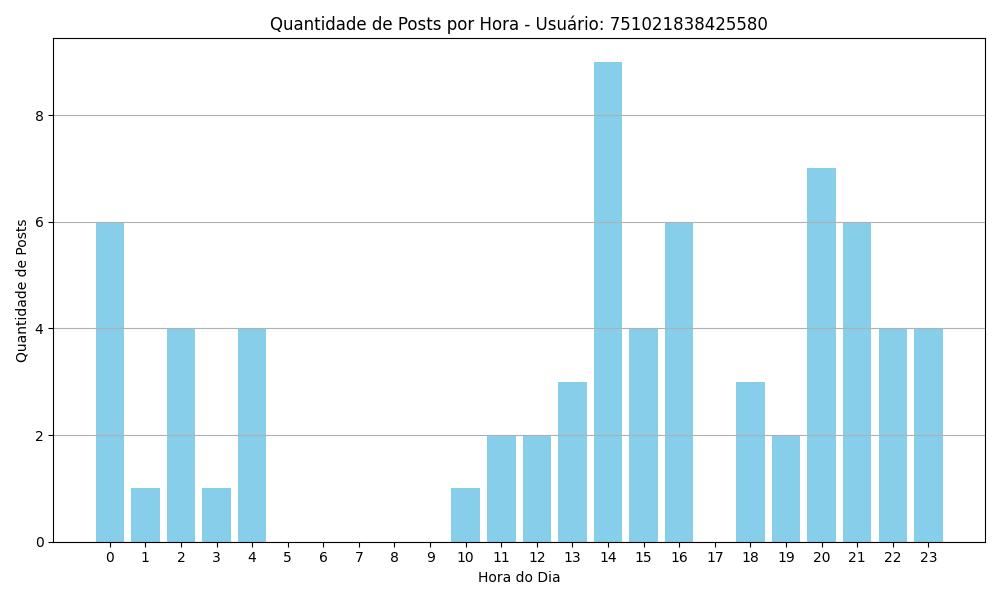 Quantidade de Posts por Hora - Usuário: 751021838425580
Quantidade de Posts
8
6
4
2
0
0 1 2 3 4 5 6 7 8 9 10 11 12 13 14 15 16 17 18 19 20 21 22 23
Hora do Dia